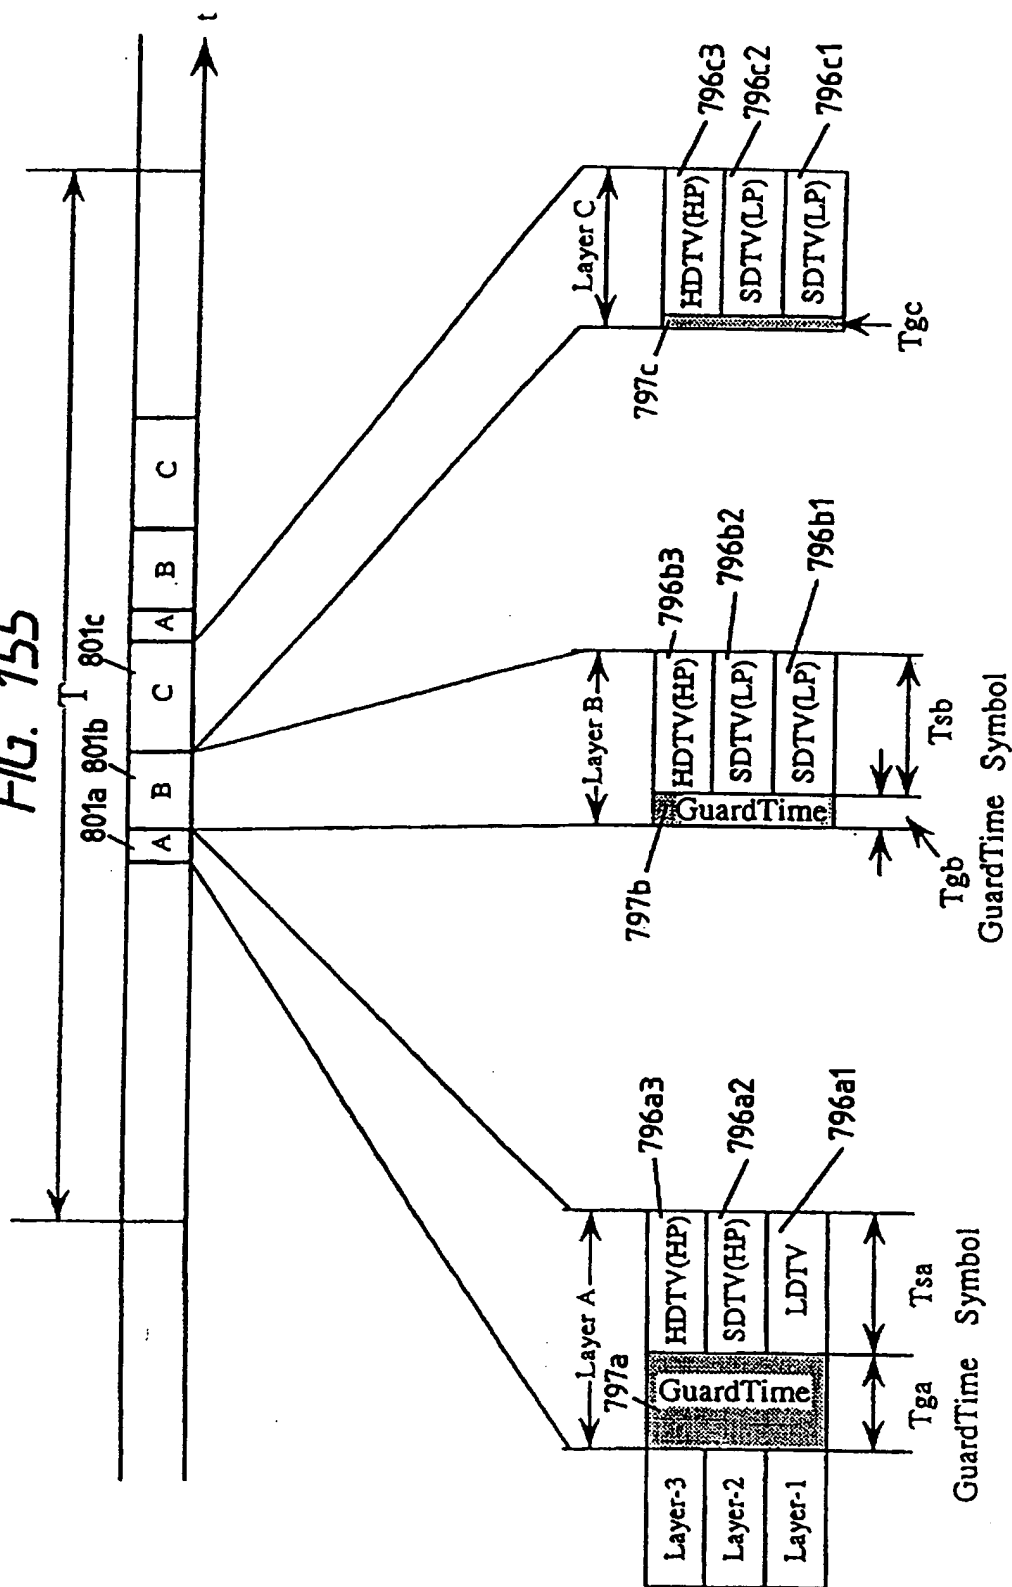 FIG. 155
T
t
801a 801b 801c
A B C A B C
Layer A
797a
GuardTime
HDTV(HP)
SDTV(HP)
LDTV
796a3
796a2
796a1
Layer-3
Layer-2
Layer-1
Tga Tsa
GuardTime Symbol
Layer B
797b
GuardTime
HDTV(HP)
SDTV(LP)
SDTV(LP)
796b3
796b2
796b1
Tgb Tsb
GuardTime Symbol
Layer C
797c
HDTV(HP)
SDTV(LP)
SDTV(LP)
796c3
796c2
796c1
Tgc